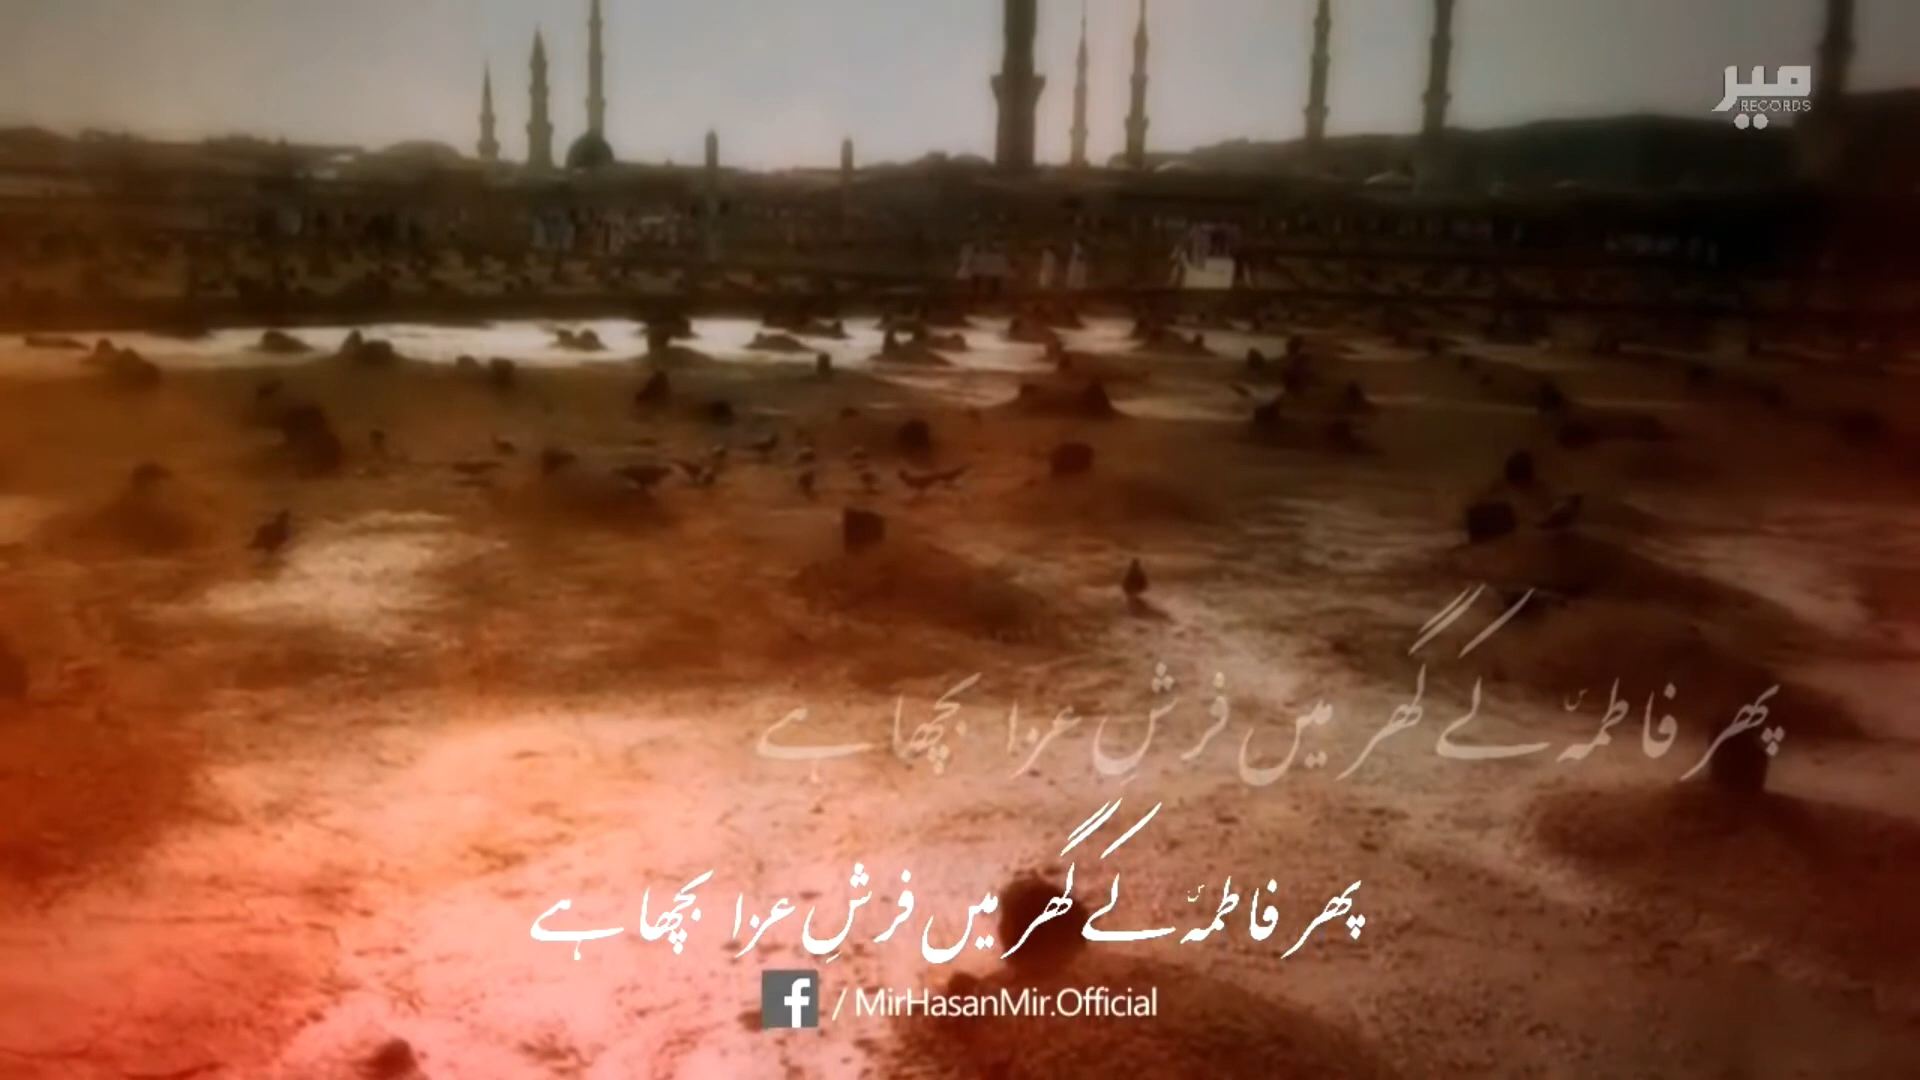 میر
RECORDS
پھر فاطمہؑ کے گھر میں فرشِ عزا بچھا ہے
پھر فاطمہؑ کے گھر میں فرشِ عزا بچھا ہے
f / MirHasanMir.Official